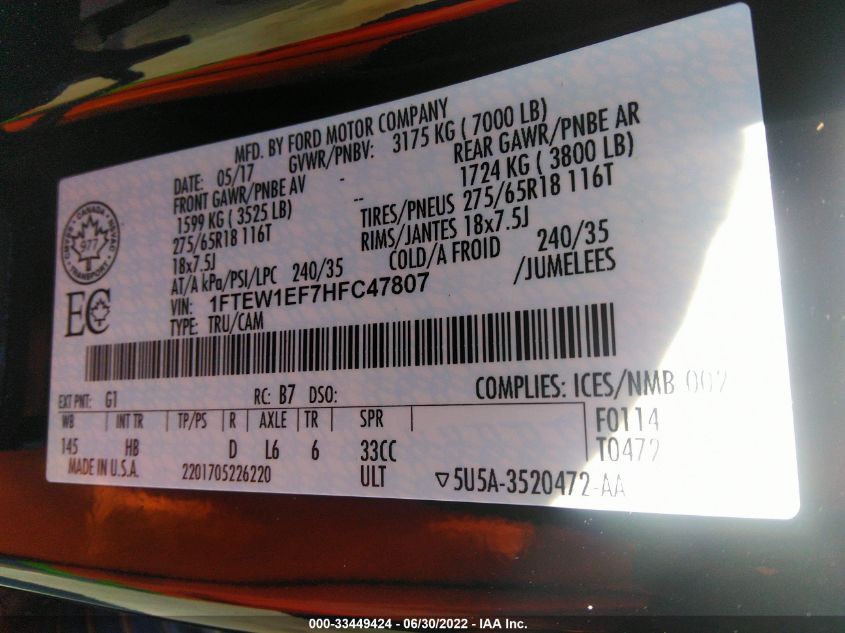 MFD. BY FORD MOTOR COMPANY
DATE: 05/17 GVWR/PNBV: 3175 KG ( 7000 LB)
FRONT GAWR/PNBE AV - REAR GAWR/PNBE AR
1599 KG ( 3525 LB) -- 1724 KG ( 3800 LB)
275/65R18 116T TIRES/PNEUS 275/65R18 116T
18x7.5J RIMS/JANTES 18x7.5J
AT/A kPa/PSI/LPC 240/35 COLD/A FROID 240/35
VIN: 1FTEW1EF7HFC47807 /JUMELEES
TYPE: TRU/CAM
CANADA
977
TRANSPORT
EC
EXT PNT: G1 RC: B7 DSO: COMPLIES: ICES/NMB 002
WB INT TR TP/PS R AXLE TR SPR F0114
145 HB D L6 6 33CC T0472
MADE IN U.S.A. 2201705226220 ULT ▽5U5A-3520472-AA
000-33449424 - 06/30/2022 - IAA Inc.